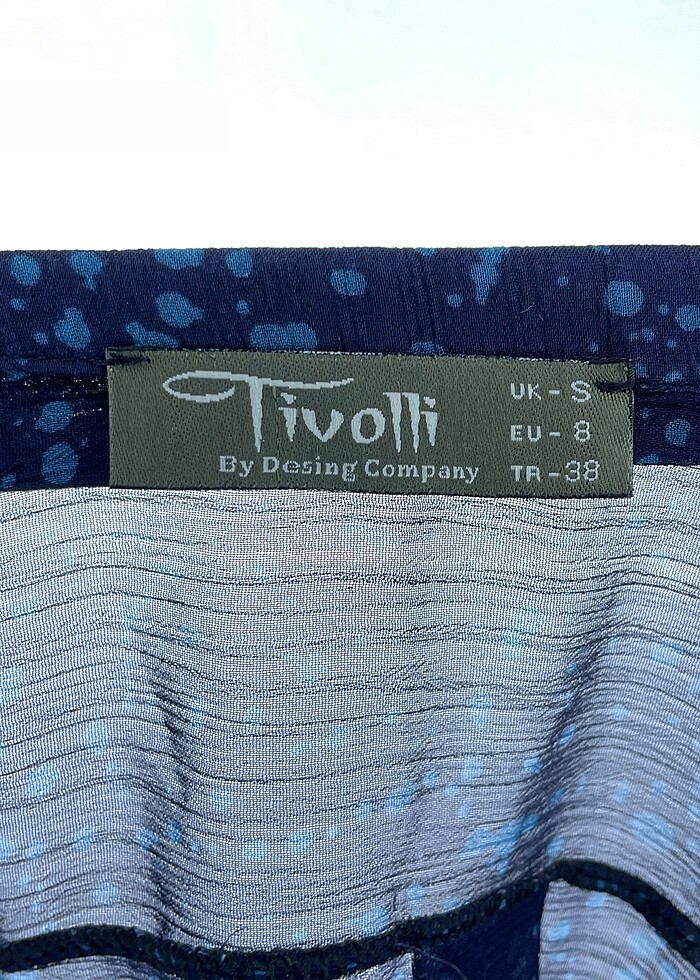 Tivolli
By Desing Company
UK - S
EU - 8
TR - 38